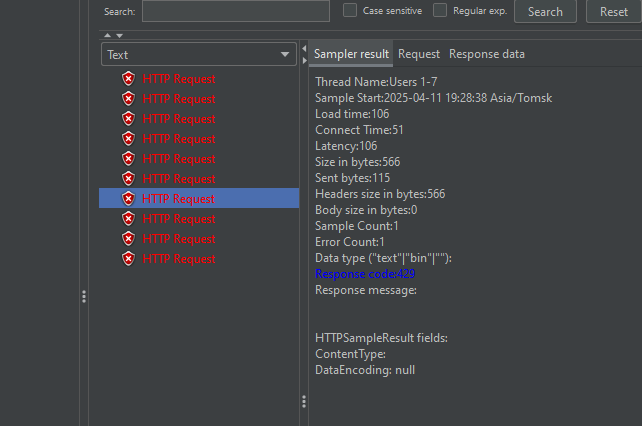 Search:
Case sensitive
Regular exp.
Search
Reset
Text
HTTP Request
HTTP Request
HTTP Request
HTTP Request
HTTP Request
HTTP Request
HTTP Request
HTTP Request
HTTP Request
HTTP Request
Sampler result
Request
Response data
Thread Name:Users 1-7
Sample Start:2025-04-11 19:28:38 Asia/Tomsk
Load time:106
Connect Time:51
Latency:106
Size in bytes:566
Sent bytes:115
Headers size in bytes:566
Body size in bytes:0
Sample Count:1
Error Count:1
Data type ("text"|"bin"|""):
Response code:429
Response message:
HTTPSampleResult fields:
ContentType:
DataEncoding: null